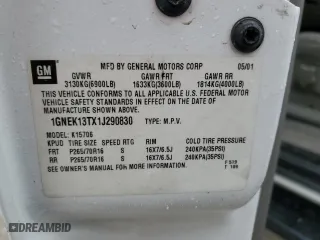 GM
MFD BY GENERAL MOTORS CORP 05/01
GVWR GAWR FRT GAWR RR
3130KG(6900LB) 1633KG(3600LB) 1814KG(4000LB)
THIS VEHICLE CONFORMS TO ALL APPLICABLE U.S. FEDERAL MOTOR
VEHICLE SAFETY STANDARDS IN EFFECT ON THE DATE OF
MANUFACTURE SHOWN ABOVE.
1GNEK13TX1J290830 TYPE: M.P.V.
MODEL: K15706
KPUD TIRE SIZE SPEED RTG RIM COLD TIRE PRESSURE
FRT P265/70R16 S 16X7/6.5J 240KPA(35PSI)
RR P265/70R16 S 16X7/6.5J 240KPA(35PSI)
SEE OWNER'S MANUAL FOR MORE INFORMATION.
AUTOBIDCAR